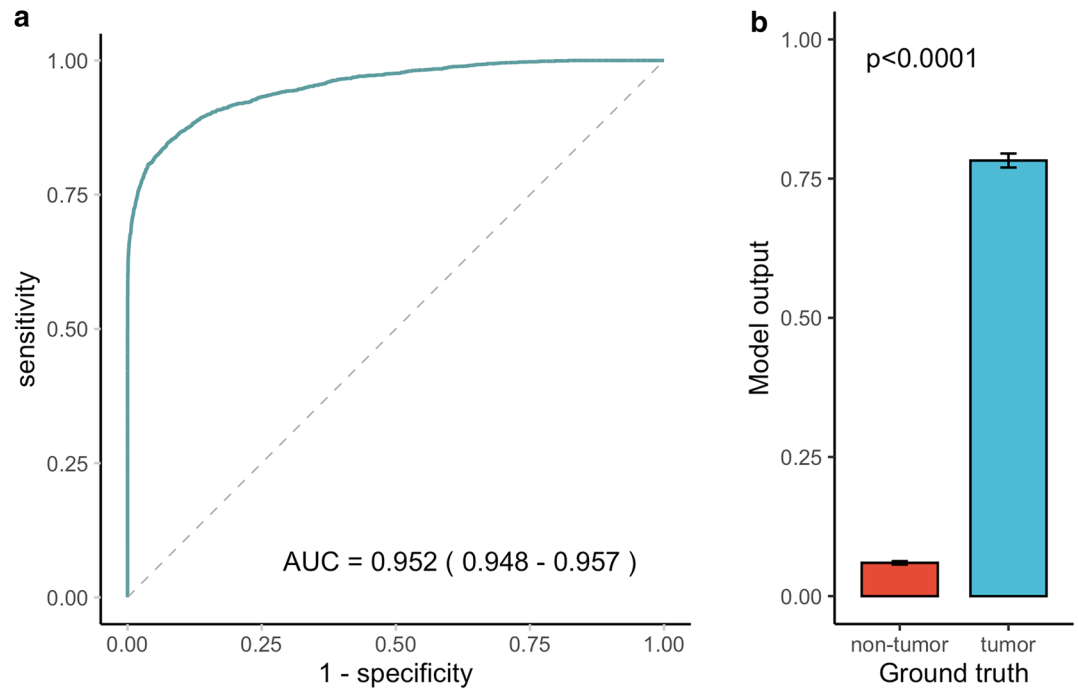 a
1.00
0.75
0.50
0.25
0.00
sensitivity
AUC = 0.952 ( 0.948 - 0.957 )
0.00 0.25 0.50 0.75 1.00
1 - specificity
b
1.00
0.75
0.50
0.25
0.00
Model output
p<0.0001
non-tumor tumor
Ground truth